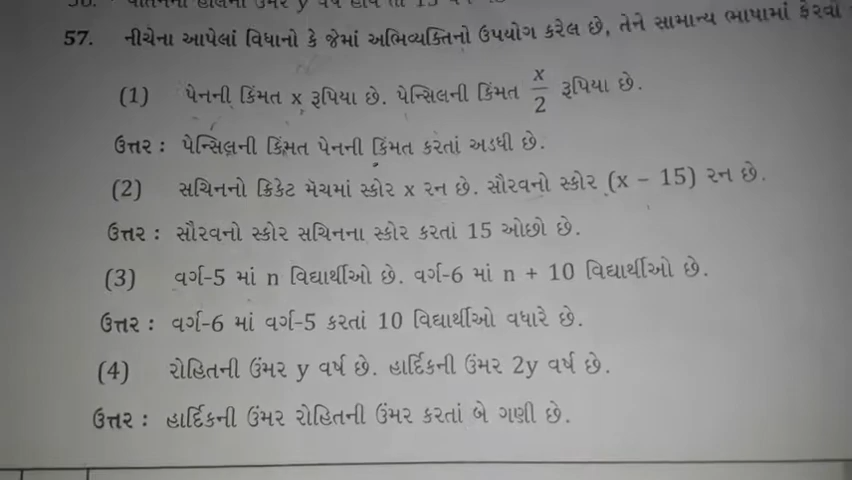 57. નીચેના આપેલાં વિધાનો કે જેમાં અભિવ્યક્તિનો ઉપયોગ કરેલ છે, તેને સામાન્ય ભાષામાં ફેરવો
(1) પેનની કિંમત x રૂપિયા છે. પેન્સિલની કિંમત x/2 રૂપિયા છે.
ઉત્તર : પેન્સિલની કિંમત પેનની કિંમત કરતાં અડધી છે.
(2) સચિનનો ક્રિકેટ મૅચમાં સ્કોર x રન છે. સૌરવનો સ્કોર (x – 15) રન છે.
ઉત્તર : સૌરવનો સ્કોર સચિનના સ્કોર કરતાં 15 ઓછો છે.
(3) વર્ગ-5 માં n વિદ્યાર્થીઓ છે. વર્ગ-6 માં n + 10 વિદ્યાર્થીઓ છે.
ઉત્તર : વર્ગ-6 માં વર્ગ-5 કરતાં 10 વિદ્યાર્થીઓ વધારે છે.
(4) રોહિતની ઉંમર y વર્ષ છે. હાર્દિકની ઉંમર 2y વર્ષ છે.
ઉત્તર : હાર્દિકની ઉંમર રોહિતની ઉંમર કરતાં બે ગણી છે.